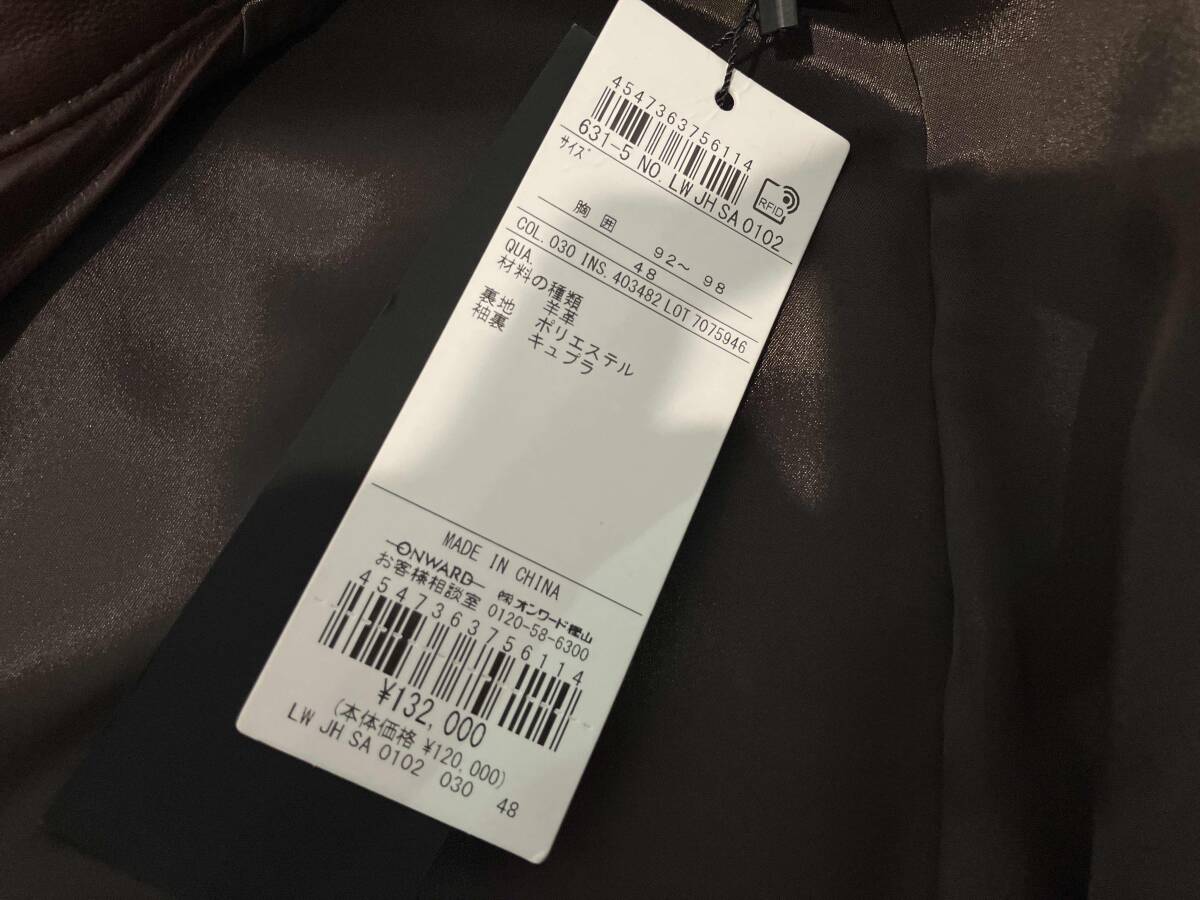 4547363756114
631-5 NO. LW JH SA 0102
サイズ
RFID
胸囲 92～ 98
48
COL. 030 INS. 403482 LOT 7075946
QUA.
材料の種類
羊革
裏地 ポリエステル
袖裏 キュプラ
MADE IN CHINA
ONWARD
㈱オンワード樫山
お客様相談室 0120-58-6300
4547363756114
¥132,000
(本体価格 ¥120,000)
LW JH SA 0102 030 48